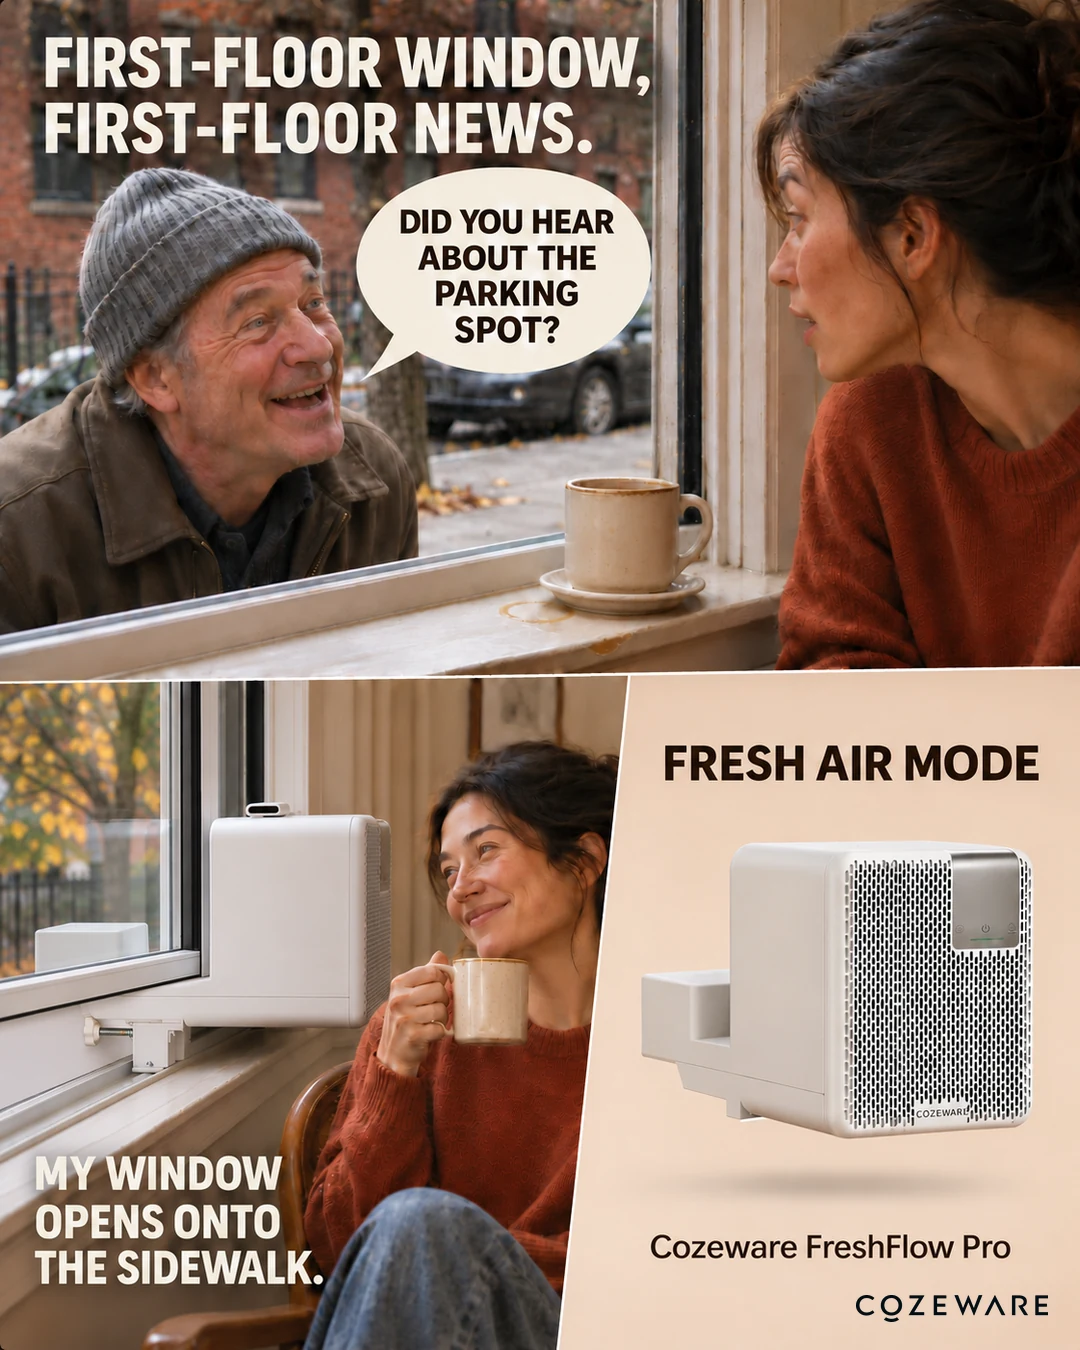 FIRST-FLOOR WINDOW,
FIRST-FLOOR NEWS.
DID YOU HEAR
ABOUT THE
PARKING
SPOT?
MY WINDOW
OPENS ONTO
THE SIDEWALK.
FRESH AIR MODE
COZEWARE
Cozeware FreshFlow Pro
COZEWARE